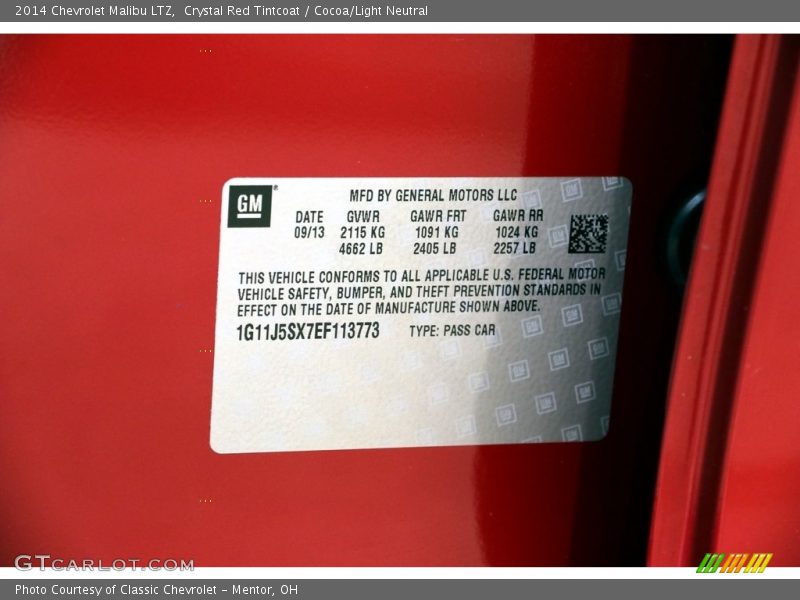 2014 Chevrolet Malibu LTZ,  Crystal Red Tintcoat / Cocoa/Light Neutral
GM
MFD BY GENERAL MOTORS LLC
DATE GVWR GAWR FRT GAWR RR
09/13 2115 KG 1091 KG 1024 KG
4662 LB 2405 LB 2257 LB
THIS VEHICLE CONFORMS TO ALL APPLICABLE U.S. FEDERAL MOTOR
VEHICLE SAFETY, BUMPER, AND THEFT PREVENTION STANDARDS IN
EFFECT ON THE DATE OF MANUFACTURE SHOWN ABOVE.
1G11J5SX7EF113773 TYPE: PASS CAR
GTCARLOT.COM
Photo Courtesy of Classic Chevrolet – Mentor, OH